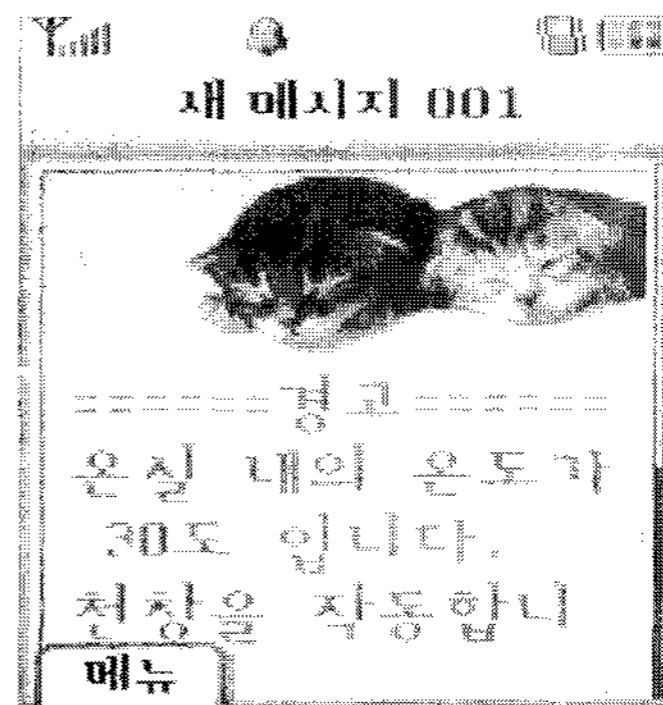 새 메시지 001
======경고======
온실 내의 온도가
30도 입니다.
천창을 작동합니
메뉴